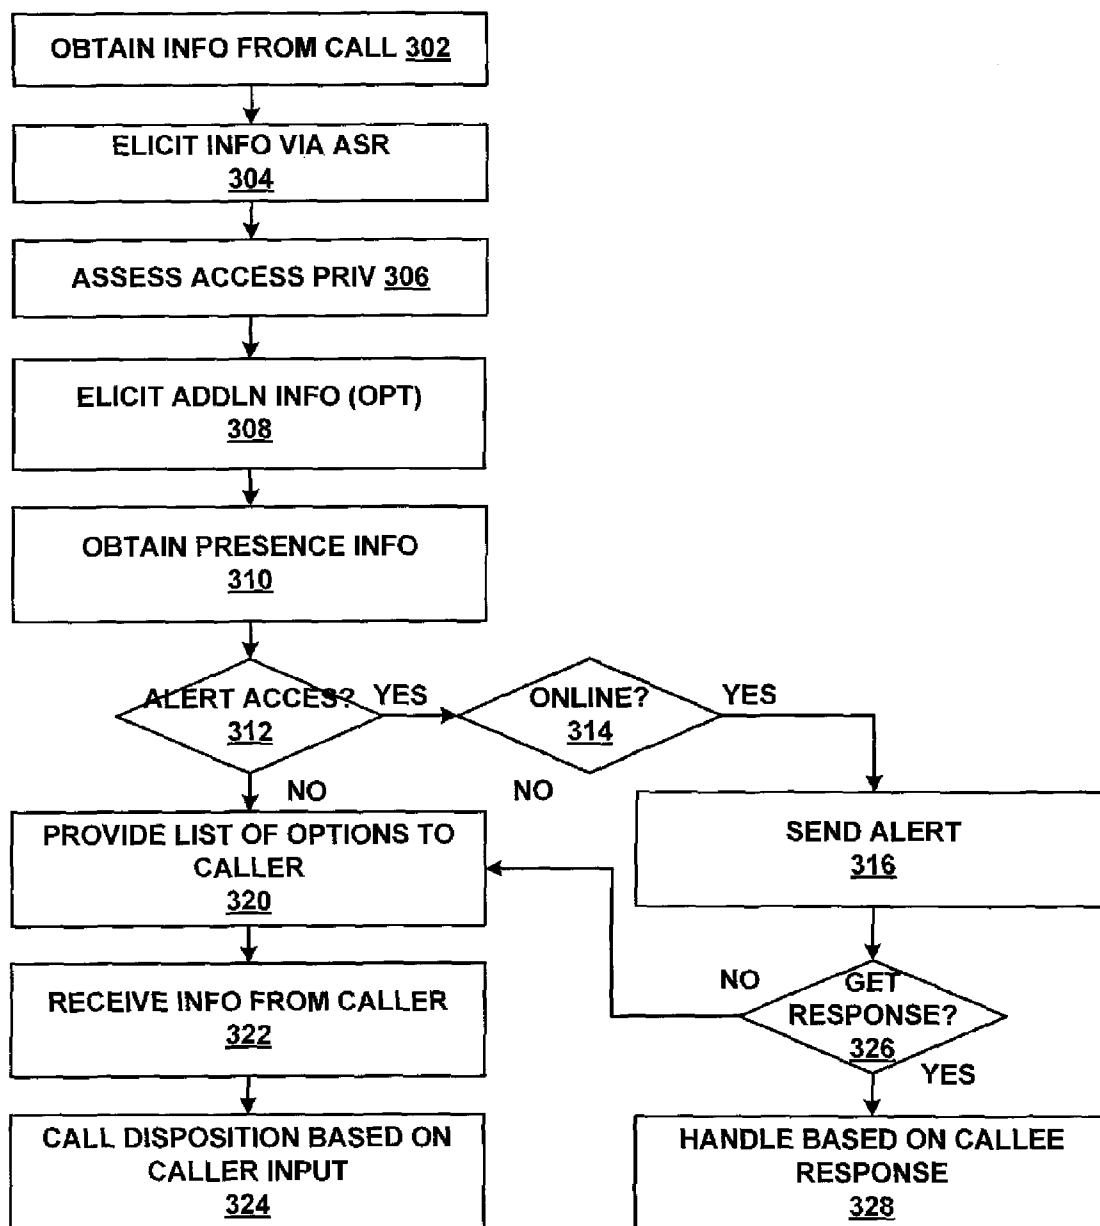 OBTAIN INFO FROM CALL 302
ELICIT INFO VIA ASR
304
ASSESS ACCESS PRIV 306
ELICIT ADDLN INFO (OPT)
308
OBTAIN PRESENCE INFO
310
ALERT ACCES?
312
YES
ONLINE?
314
YES
NO
NO
PROVIDE LIST OF OPTIONS TO
CALLER
320
SEND ALERT
316
RECEIVE INFO FROM CALLER
322
NO
GET
RESPONSE?
326
YES
CALL DISPOSITION BASED ON
CALLER INPUT
324
HANDLE BASED ON CALLEE
RESPONSE
328